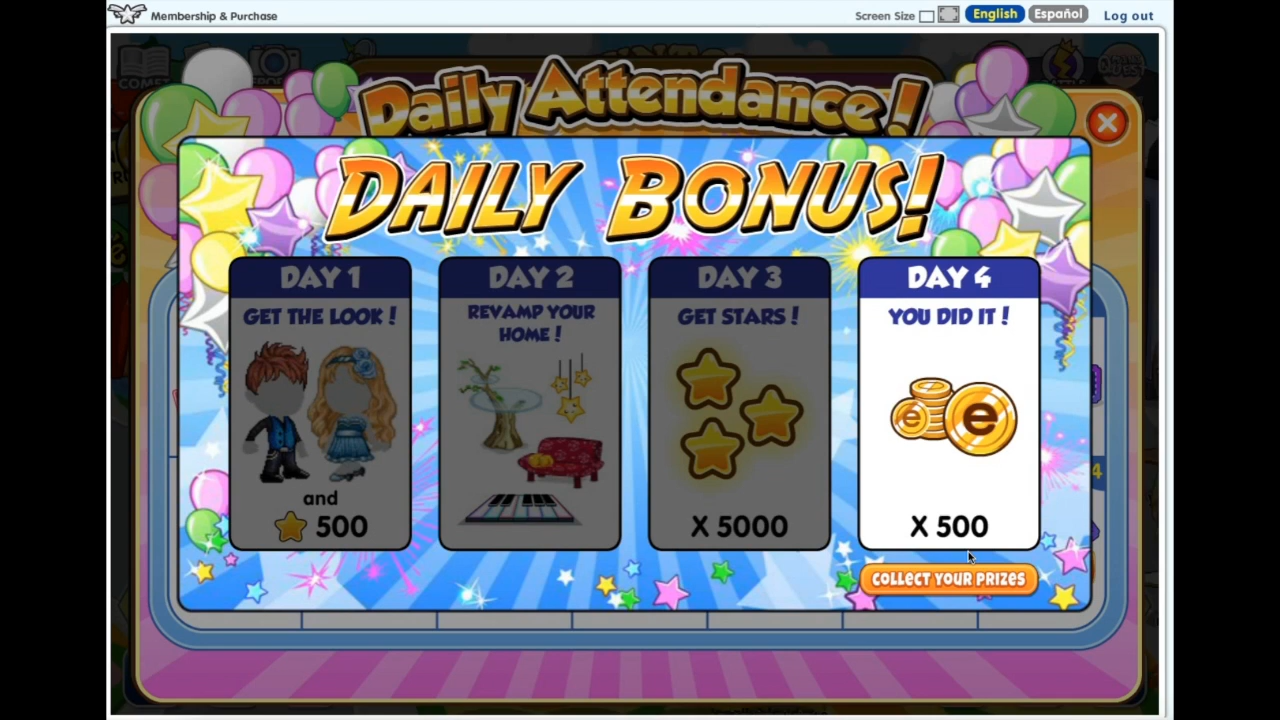 Membership & Purchase
Screen Size
English
Español
Log out
Daily Attendance!
DAILY BONUS!
DAY 1
GET THE LOOK!
and
500
DAY 2
REVAMP YOUR
HOME!
DAY 3
GET STARS!
X 5000
DAY 4
YOU DID IT!
e
e
X 500
COLLECT YOUR PRIZES
4